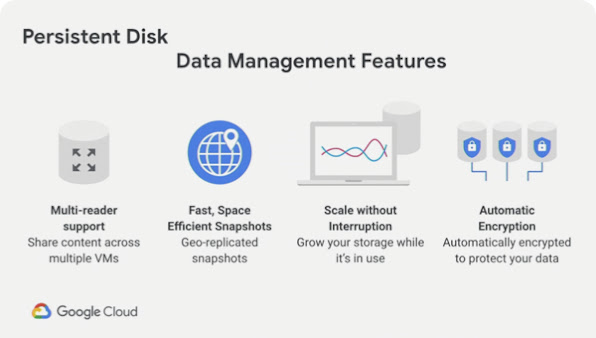 Persistent Disk
Data Management Features
Multi-reader
support
Share content across
multiple VMs
Fast, Space
Efficient Snapshots
Geo-replicated
snapshots
Scale without
Interruption
Grow your storage while
it's in use
Automatic
Encryption
Automatically encrypted
to protect your data
Google Cloud